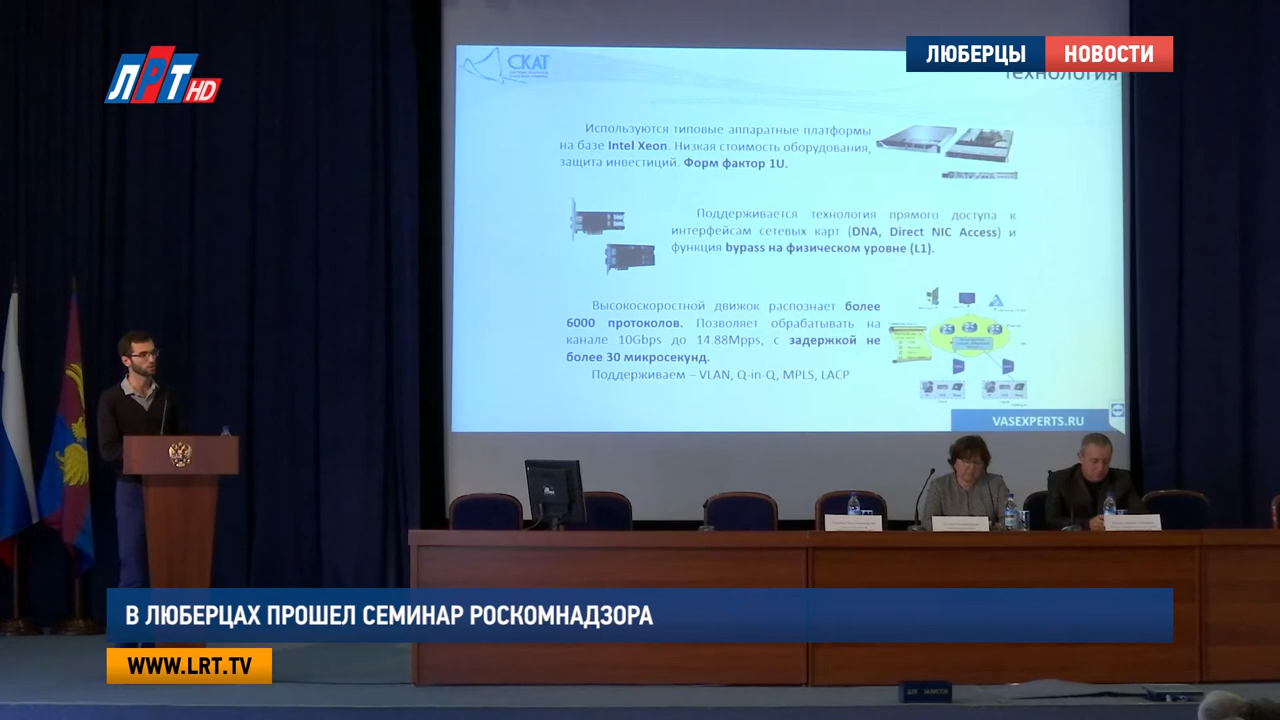 ЛРТ HD
ЛЮБЕРЦЫ НОВОСТИ
СКАТ
ТЕХНОЛОГИЯ
Используются типовые аппаратные платформы
на базе Intel Xeon. Низкая стоимость оборудования,
защита инвестиций. Форм фактор 1U.
Поддерживается технология прямого доступа к
интерфейсам сетевых карт (DNA, Direct NIC Access) и
функция bypass на физическом уровне (L1).
Высокоскоростной движок распознает более
6000 протоколов. Позволяет обрабатывать на
канале 10Gbps до 14.88Mpps, с задержкой не
более 30 микросекунд.
Поддерживаем – VLAN, Q-in-Q, MPLS, LACP
VASEXPERTS.RU
В ЛЮБЕРЦАХ ПРОШЕЛ СЕМИНАР РОСКОМНАДЗОРА
WWW.LRT.TV
ДЛЯ ЗАПИСОК